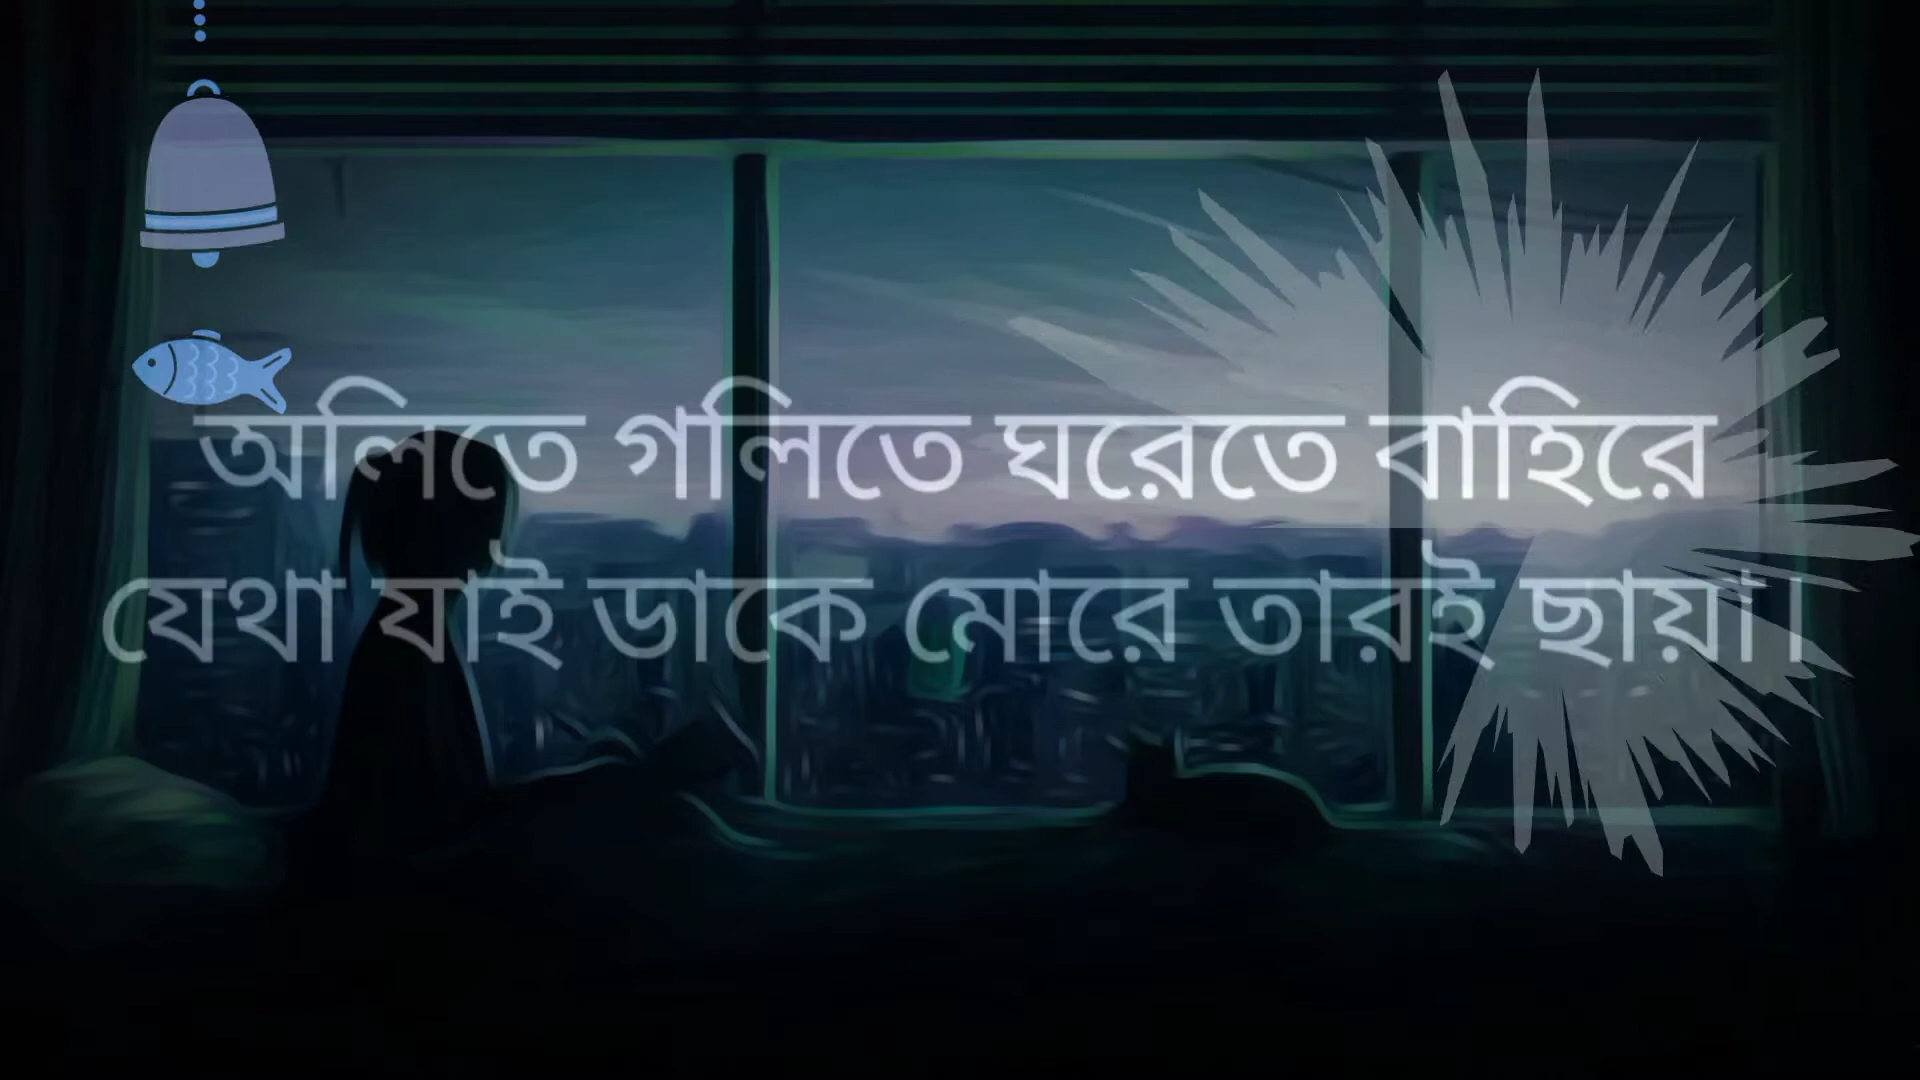 অলিতে গলিতে ঘরেতে বাহিরে
যেথা যাই ডাকে মোরে তারই ছায়া।